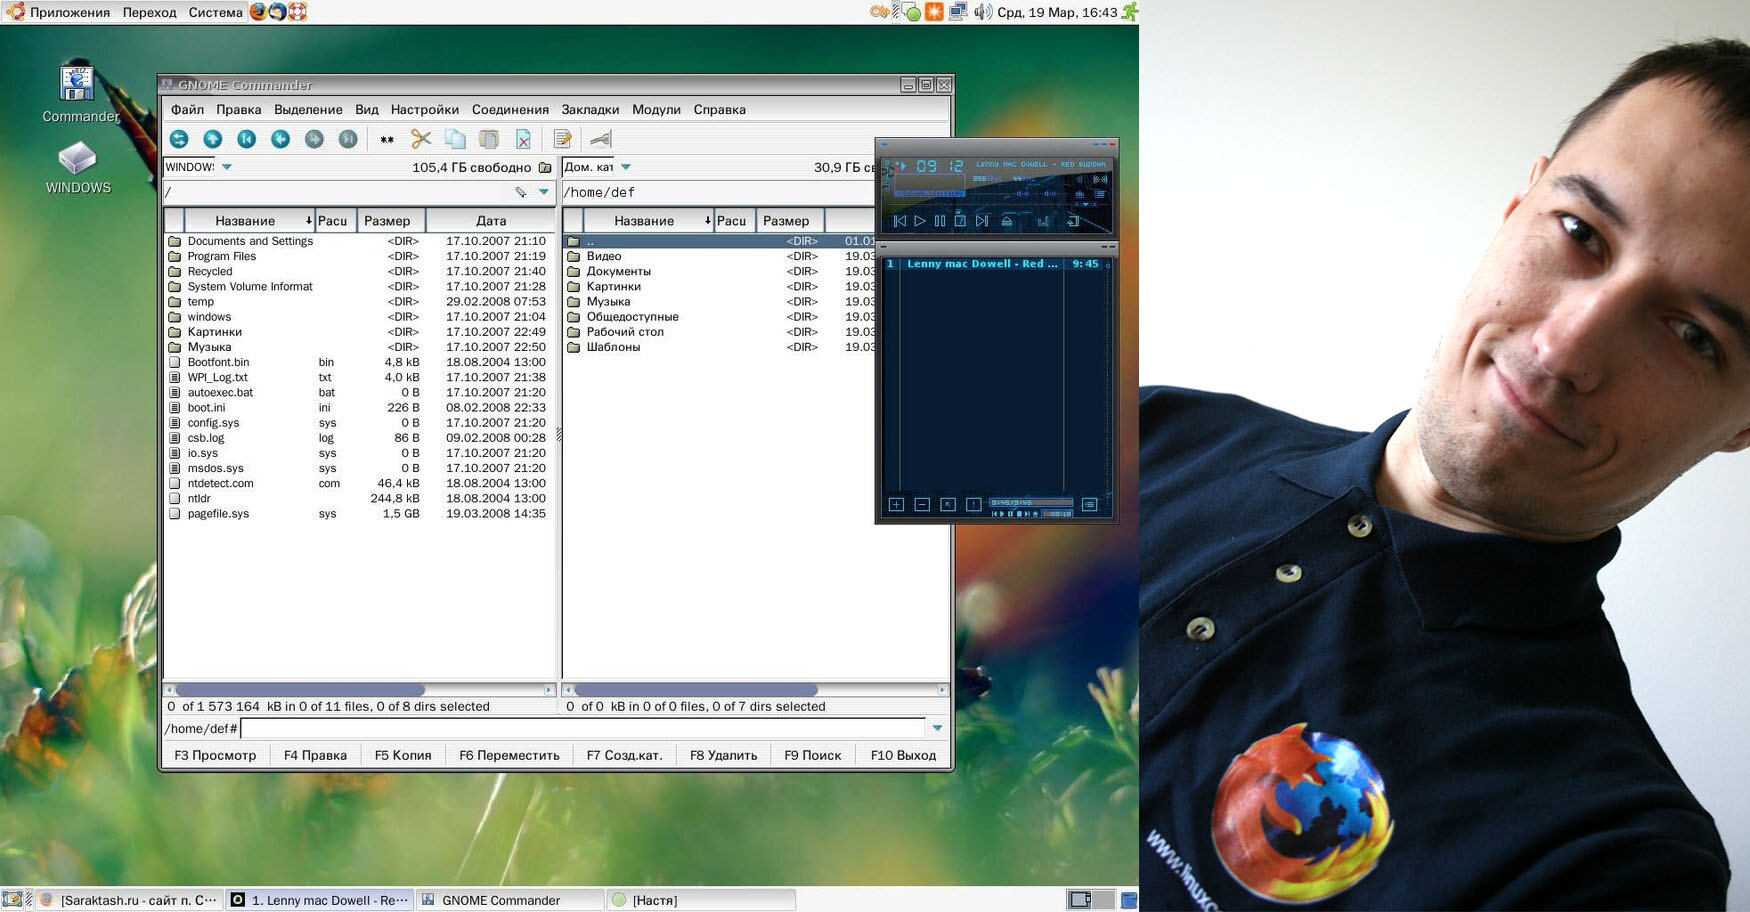 Приложения Переход Система
Срд, 19 Мар, 16:43
Commander
WINDOWS
GNOME Commander
Файл Правка Выделение Вид Настройки Соединения Закладки Модули Справка
WINDOW 105,4 ГБ свободно
/
Название Расц Размер Дата
Documents and Settings <DIR> 17.10.2007 21:10
Program Files <DIR> 17.10.2007 21:19
Recycled <DIR> 17.10.2007 21:40
System Volume Informat <DIR> 17.10.2007 21:28
temp <DIR> 29.02.2008 07:53
windows <DIR> 17.10.2007 21:04
Картинки <DIR> 17.10.2007 22:49
Музыка <DIR> 17.10.2007 22:50
Bootfont.bin bin 4,8 kB 18.08.2004 13:00
WPI_Log.txt txt 4,0 kB 17.10.2007 21:38
autoexec.bat bat 0 B 17.10.2007 21:20
boot.ini ini 226 B 08.02.2008 22:33
config.sys sys 0 B 17.10.2007 21:20
csb.log log 86 B 09.02.2008 00:28
io.sys sys 0 B 17.10.2007 21:20
msdos.sys sys 0 B 17.10.2007 21:20
ntdetect.com com 46,4 kB 18.08.2004 13:00
ntldr 244,8 kB 18.08.2004 13:00
pagefile.sys sys 1,5 GB 19.03.2008 14:35
0 of 1 573 164 kB in 0 of 11 files, 0 of 8 dirs selected
Дом. кат 30,9 ГБ св
/home/def
Название Расц Размер
.. <DIR> 01.01
Видео <DIR> 19.03
Документы <DIR> 19.03
Картинки <DIR> 19.03
Музыка <DIR> 19.03
Общедоступные <DIR> 19.03
Рабочий стол <DIR> 19.03
Шаблоны <DIR> 19.03
0 of 0 kB in 0 of 0 files, 0 of 7 dirs selected
/home/def#
F3 Просмотр F4 Правка F5 Копия F6 Переместить F7 Созд.кат. F8 Удалить F9 Поиск F10 Выход
09 12 LENNY MAC DOWELL - RED BUDDHA
1 Lenny mac Dowell - Red ... 9:45
[Saraktash.ru - сайт п. С... 1. Lenny mac Dowell - Re... GNOME Commander [Настя]